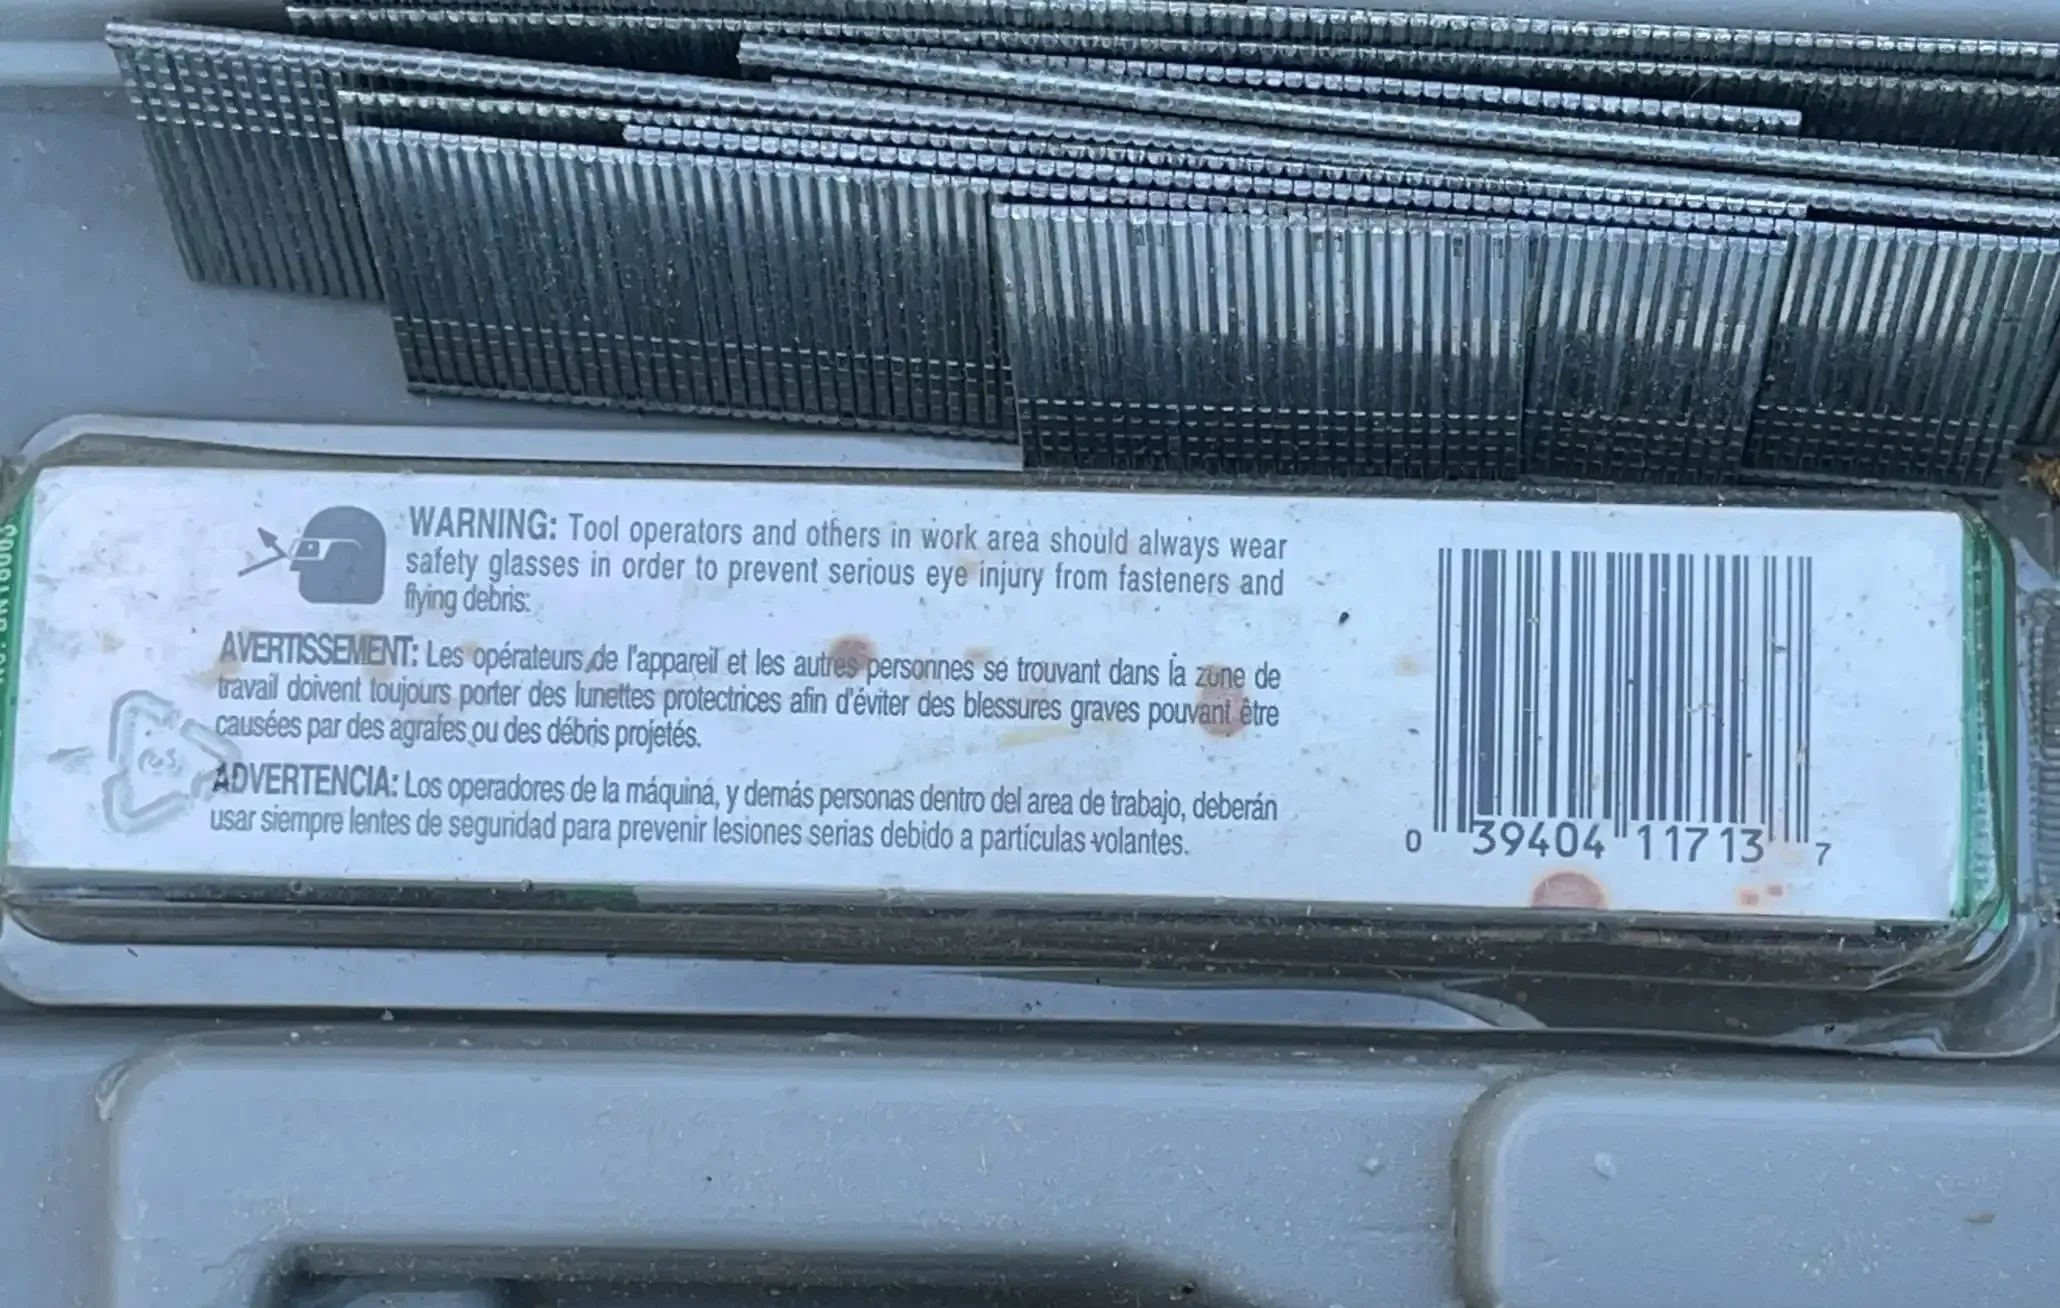 WARNING: Tool operators and others in work area should always wear
safety glasses in order to prevent serious eye injury from fasteners and
flying debris.
AVERTISSEMENT: Les opérateurs de l'appareil et les autres personnes se trouvant dans la zone de
travail doivent toujours porter des lunettes protectrices afin d'éviter des blessures graves pouvant être
causées par des agrafes ou des débris projetés.
ADVERTENCIA: Los operadores de la máquina, y demás personas dentro del area de trabajo, deberán
usar siempre lentes de seguridad para prevenir lesiones serias debido a partículas volantes.
0 39404 11713 7